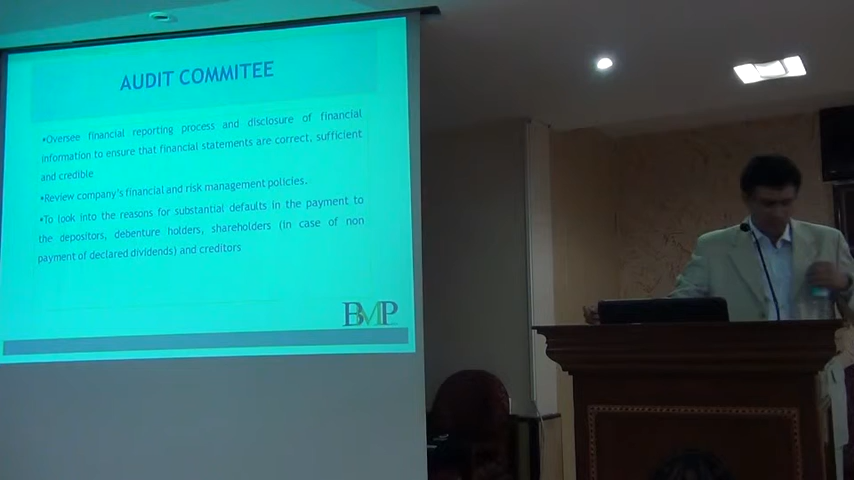 AUDIT COMMITEE
•Oversee financial reporting process and disclosure of financial
information to ensure that financial statements are correct, sufficient
and credible
•Review company's financial and risk management policies.
•To look into the reasons for substantial defaults in the payment to
the depositors, debenture holders, shareholders (in case of non
payment of declared dividends) and creditors
BMP